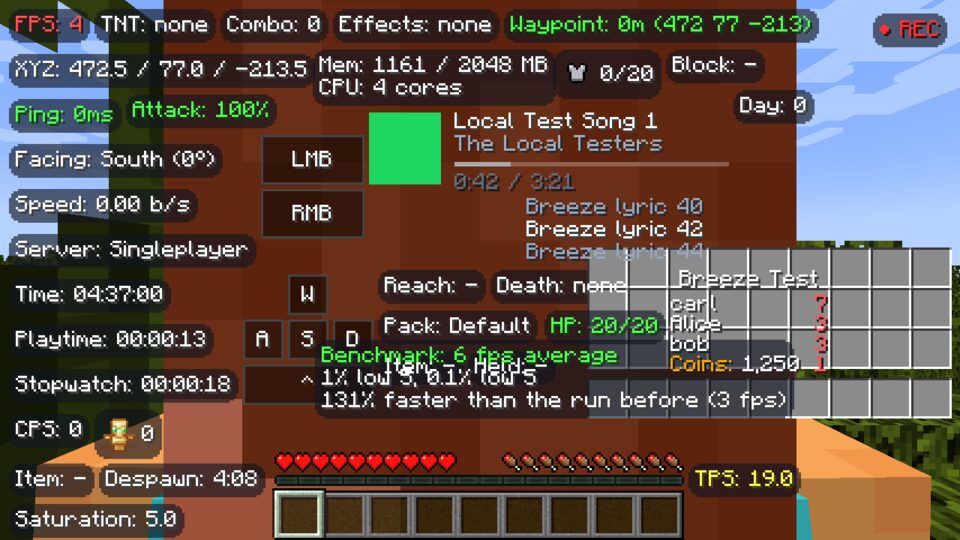 FPS: 4 TNT: none Combo: 0 Effects: none Waypoint: 0m (472 77 -213) REC
XYZ: 472.5 / 77.0 / -213.5 Mem: 1161 / 2048 MB 0/20 Block: -
CPU: 4 cores
Ping: 0ms Attack: 100% Day: 0
Local Test Song 1
The Local Testers
Facing: South (0°) LMB
0:42 / 3:21
Speed: 0.00 b/s RMB
Breeze lyric 40
Breeze lyric 42
Breeze lyric 44
Server: Singleplayer
Breeze Test
Time: 04:37:00 W Reach: - Death: none
carl 7
Alice 3
bob 3
Coins: 1,250 1
Playtime: 00:00:13 A S D Pack: Default HP: 20/20
Benchmark: 6 fps average
Item: - Held: -
1% low 5, 0.1% low 5
131% faster than the run before (3 fps)
Stopwatch: 00:00:18 ^
CPS: 0 0
Item: - Despawn: 4:08 TPS: 19.0
Saturation: 5.0